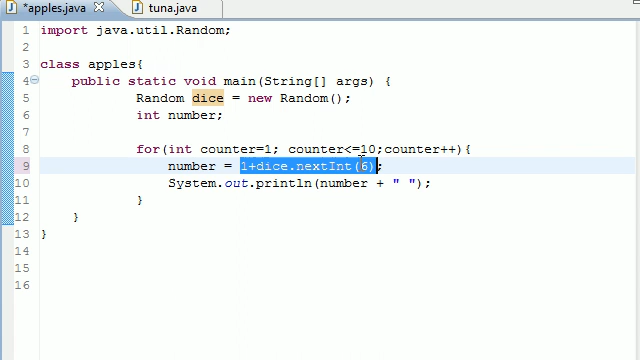 *apples.java tuna.java
1 import java.util.Random;
2
3 class apples{
4 public static void main(String[] args) {
5 Random dice = new Random();
6 int number;
7
8 for(int counter=1; counter<=10;counter++){
9 number = 1+dice.nextInt(6);
10 System.out.println(number + " ");
11 }
12 }
13 }
14
15
16